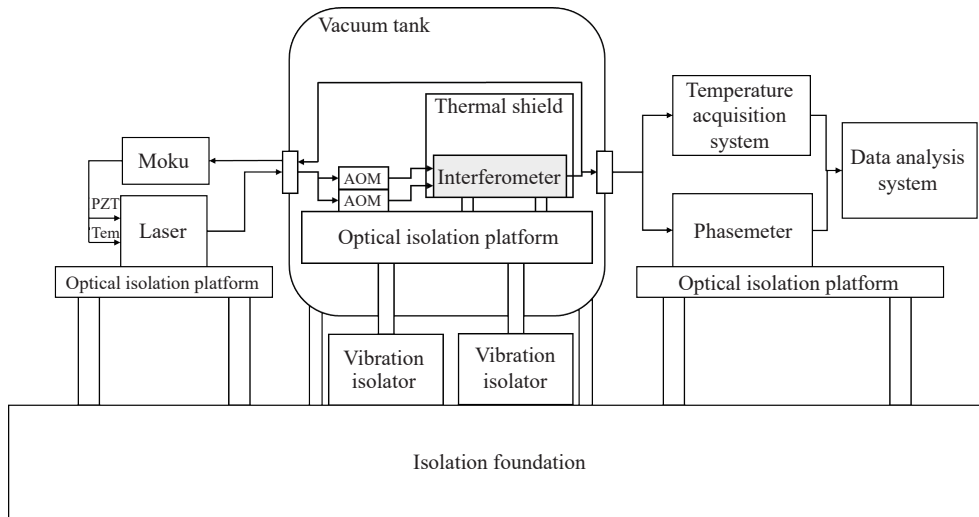 Vacuum tank
Thermal shield
Temperature
acquisition
system
Moku
AOM
Interferometer
AOM
Data analysis
system
PZT
Tem
Laser
Optical isolation platform
Phasemeter
Optical isolation platform
Optical isolation platform
Vibration
isolator
Vibration
isolator
Isolation foundation